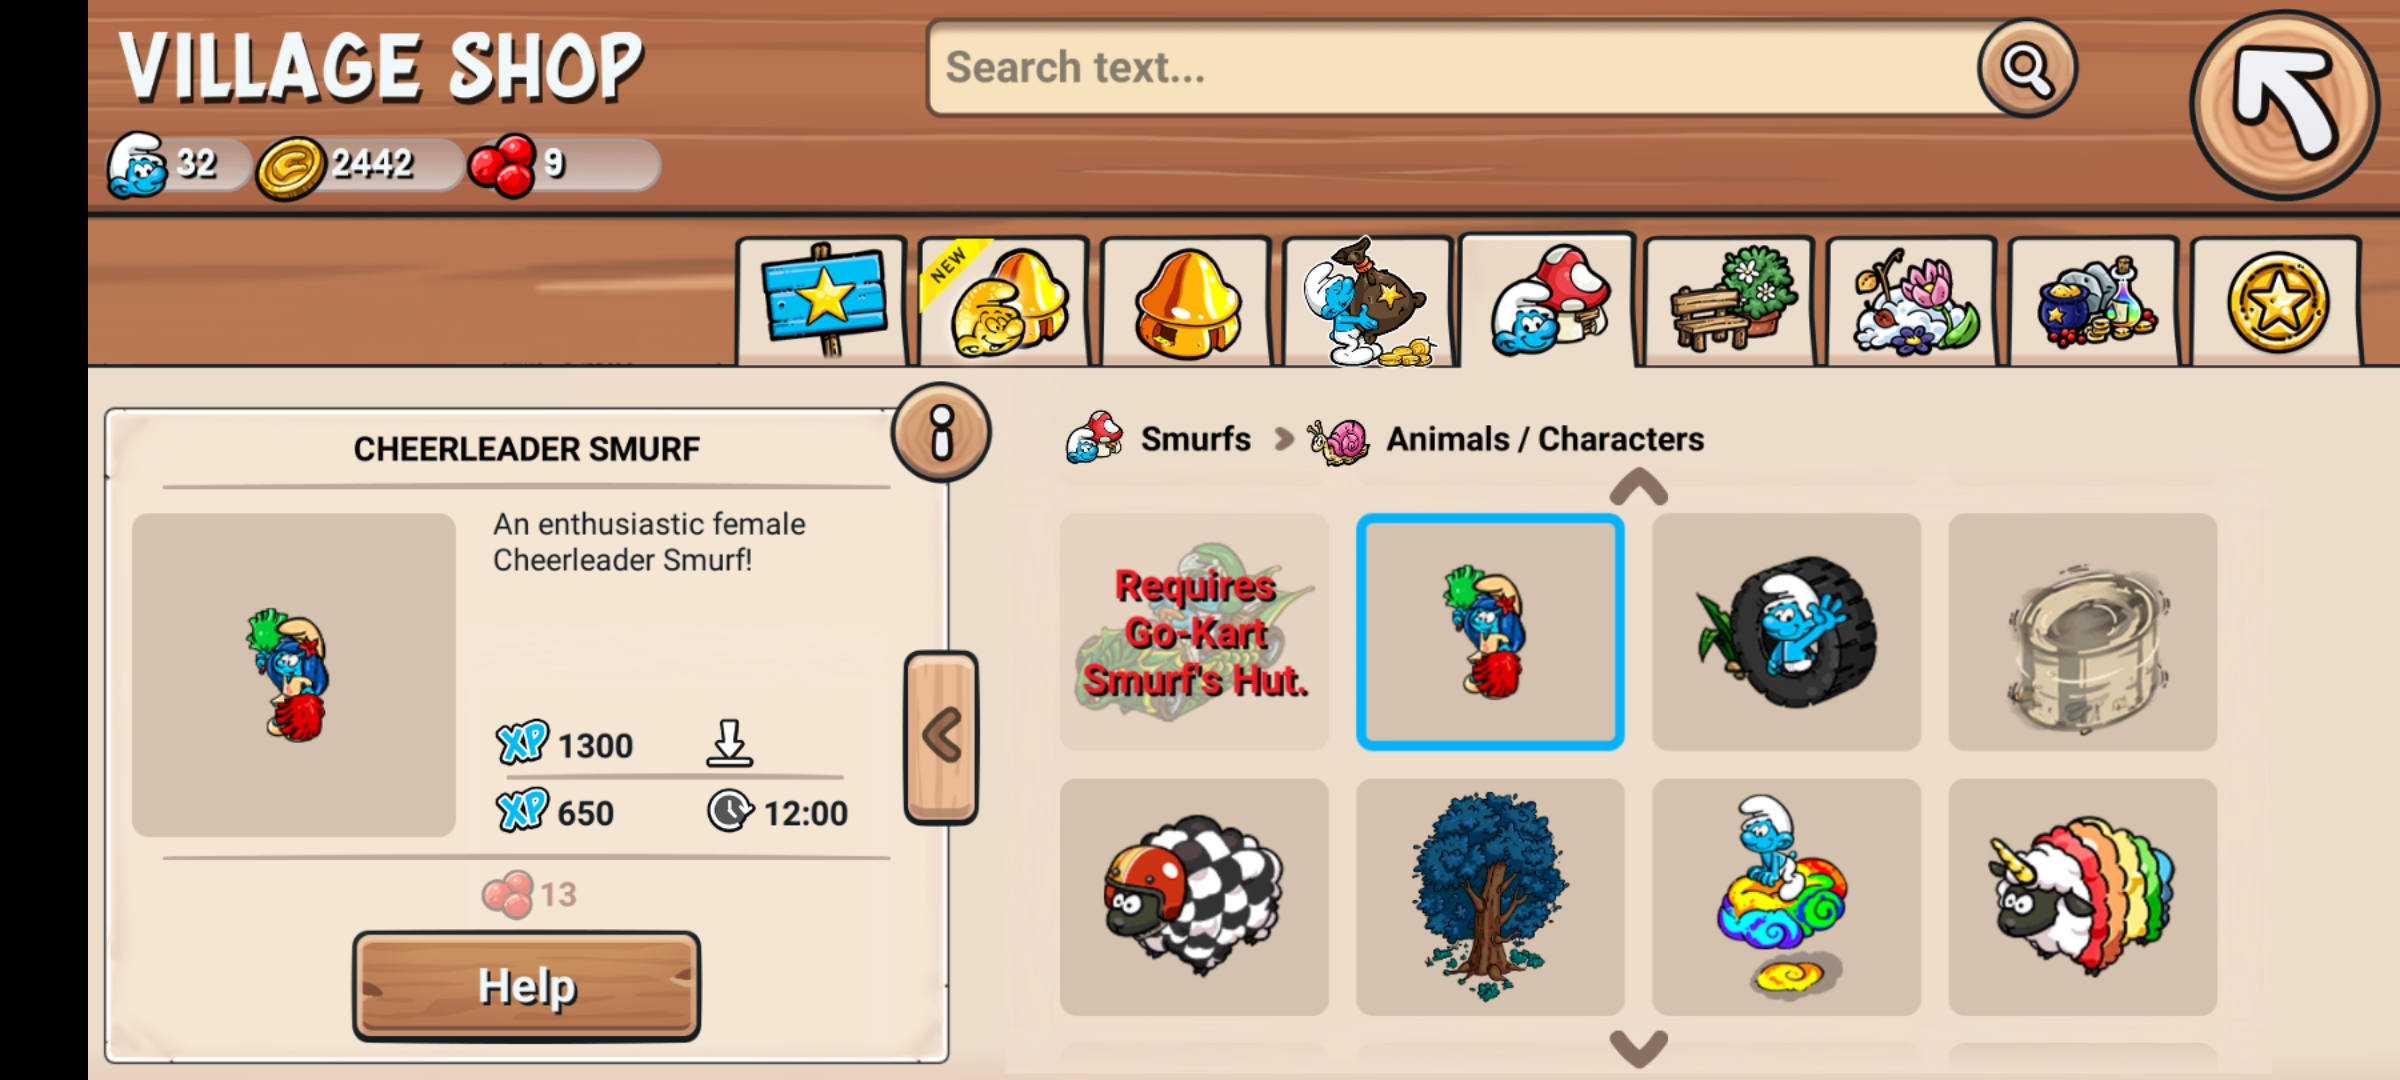 VILLAGE SHOP
Search text...
32
2442
9
NEW
CHEERLEADER SMURF
An enthusiastic female
Cheerleader Smurf!
XP 1300
XP 650
12:00
13
Help
Smurfs
Animals / Characters
Requires
Go-Kart
Smurf's Hut.